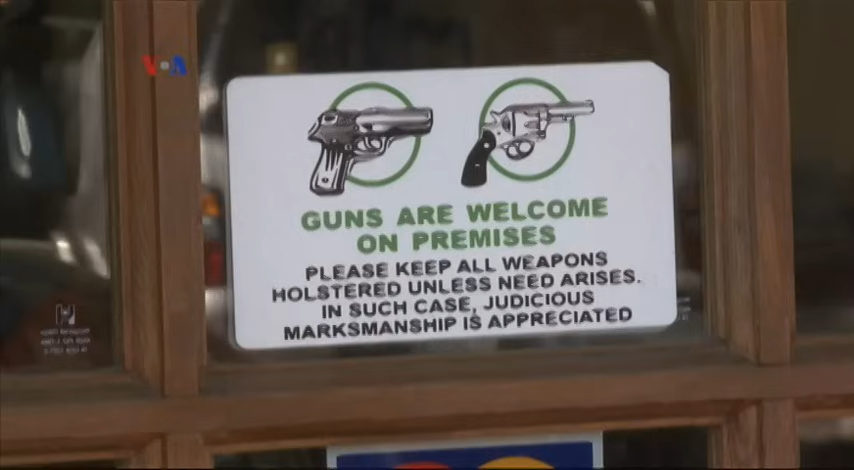 VOA
GUNS ARE WELCOME
ON PREMISES
PLEASE KEEP ALL WEAPONS
HOLSTERED UNLESS NEED ARISES.
IN SUCH CASE, JUDICIOUS
MARKSMANSHIP IS APPRECIATED